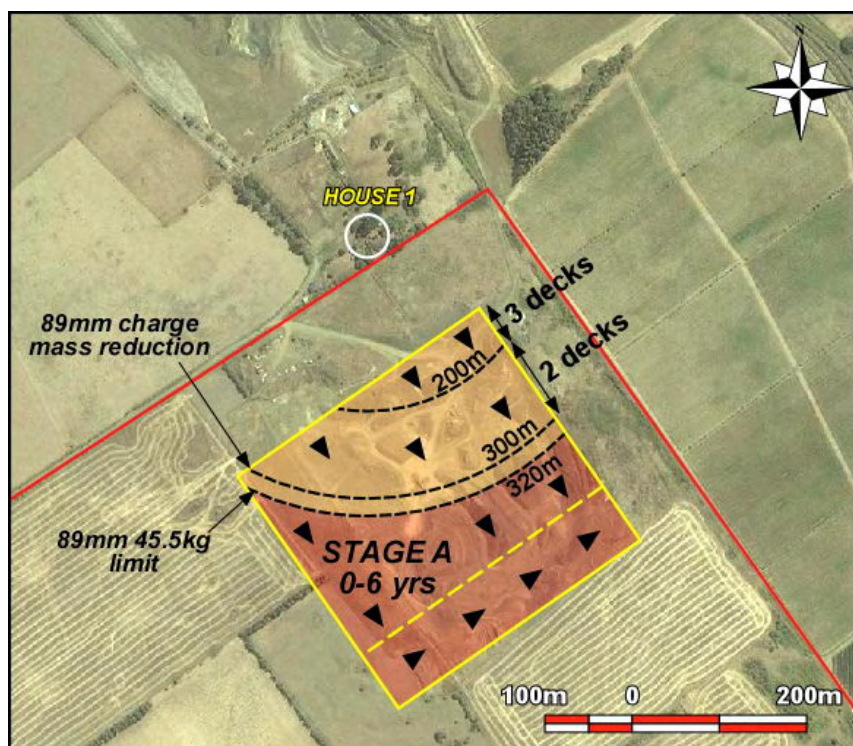 HOUSE 1
89mm charge
mass reduction
3 decks
2 decks
200m
300m
320m
89mm 45.5kg
limit
STAGE A
0-6 yrs
100m 0 200m